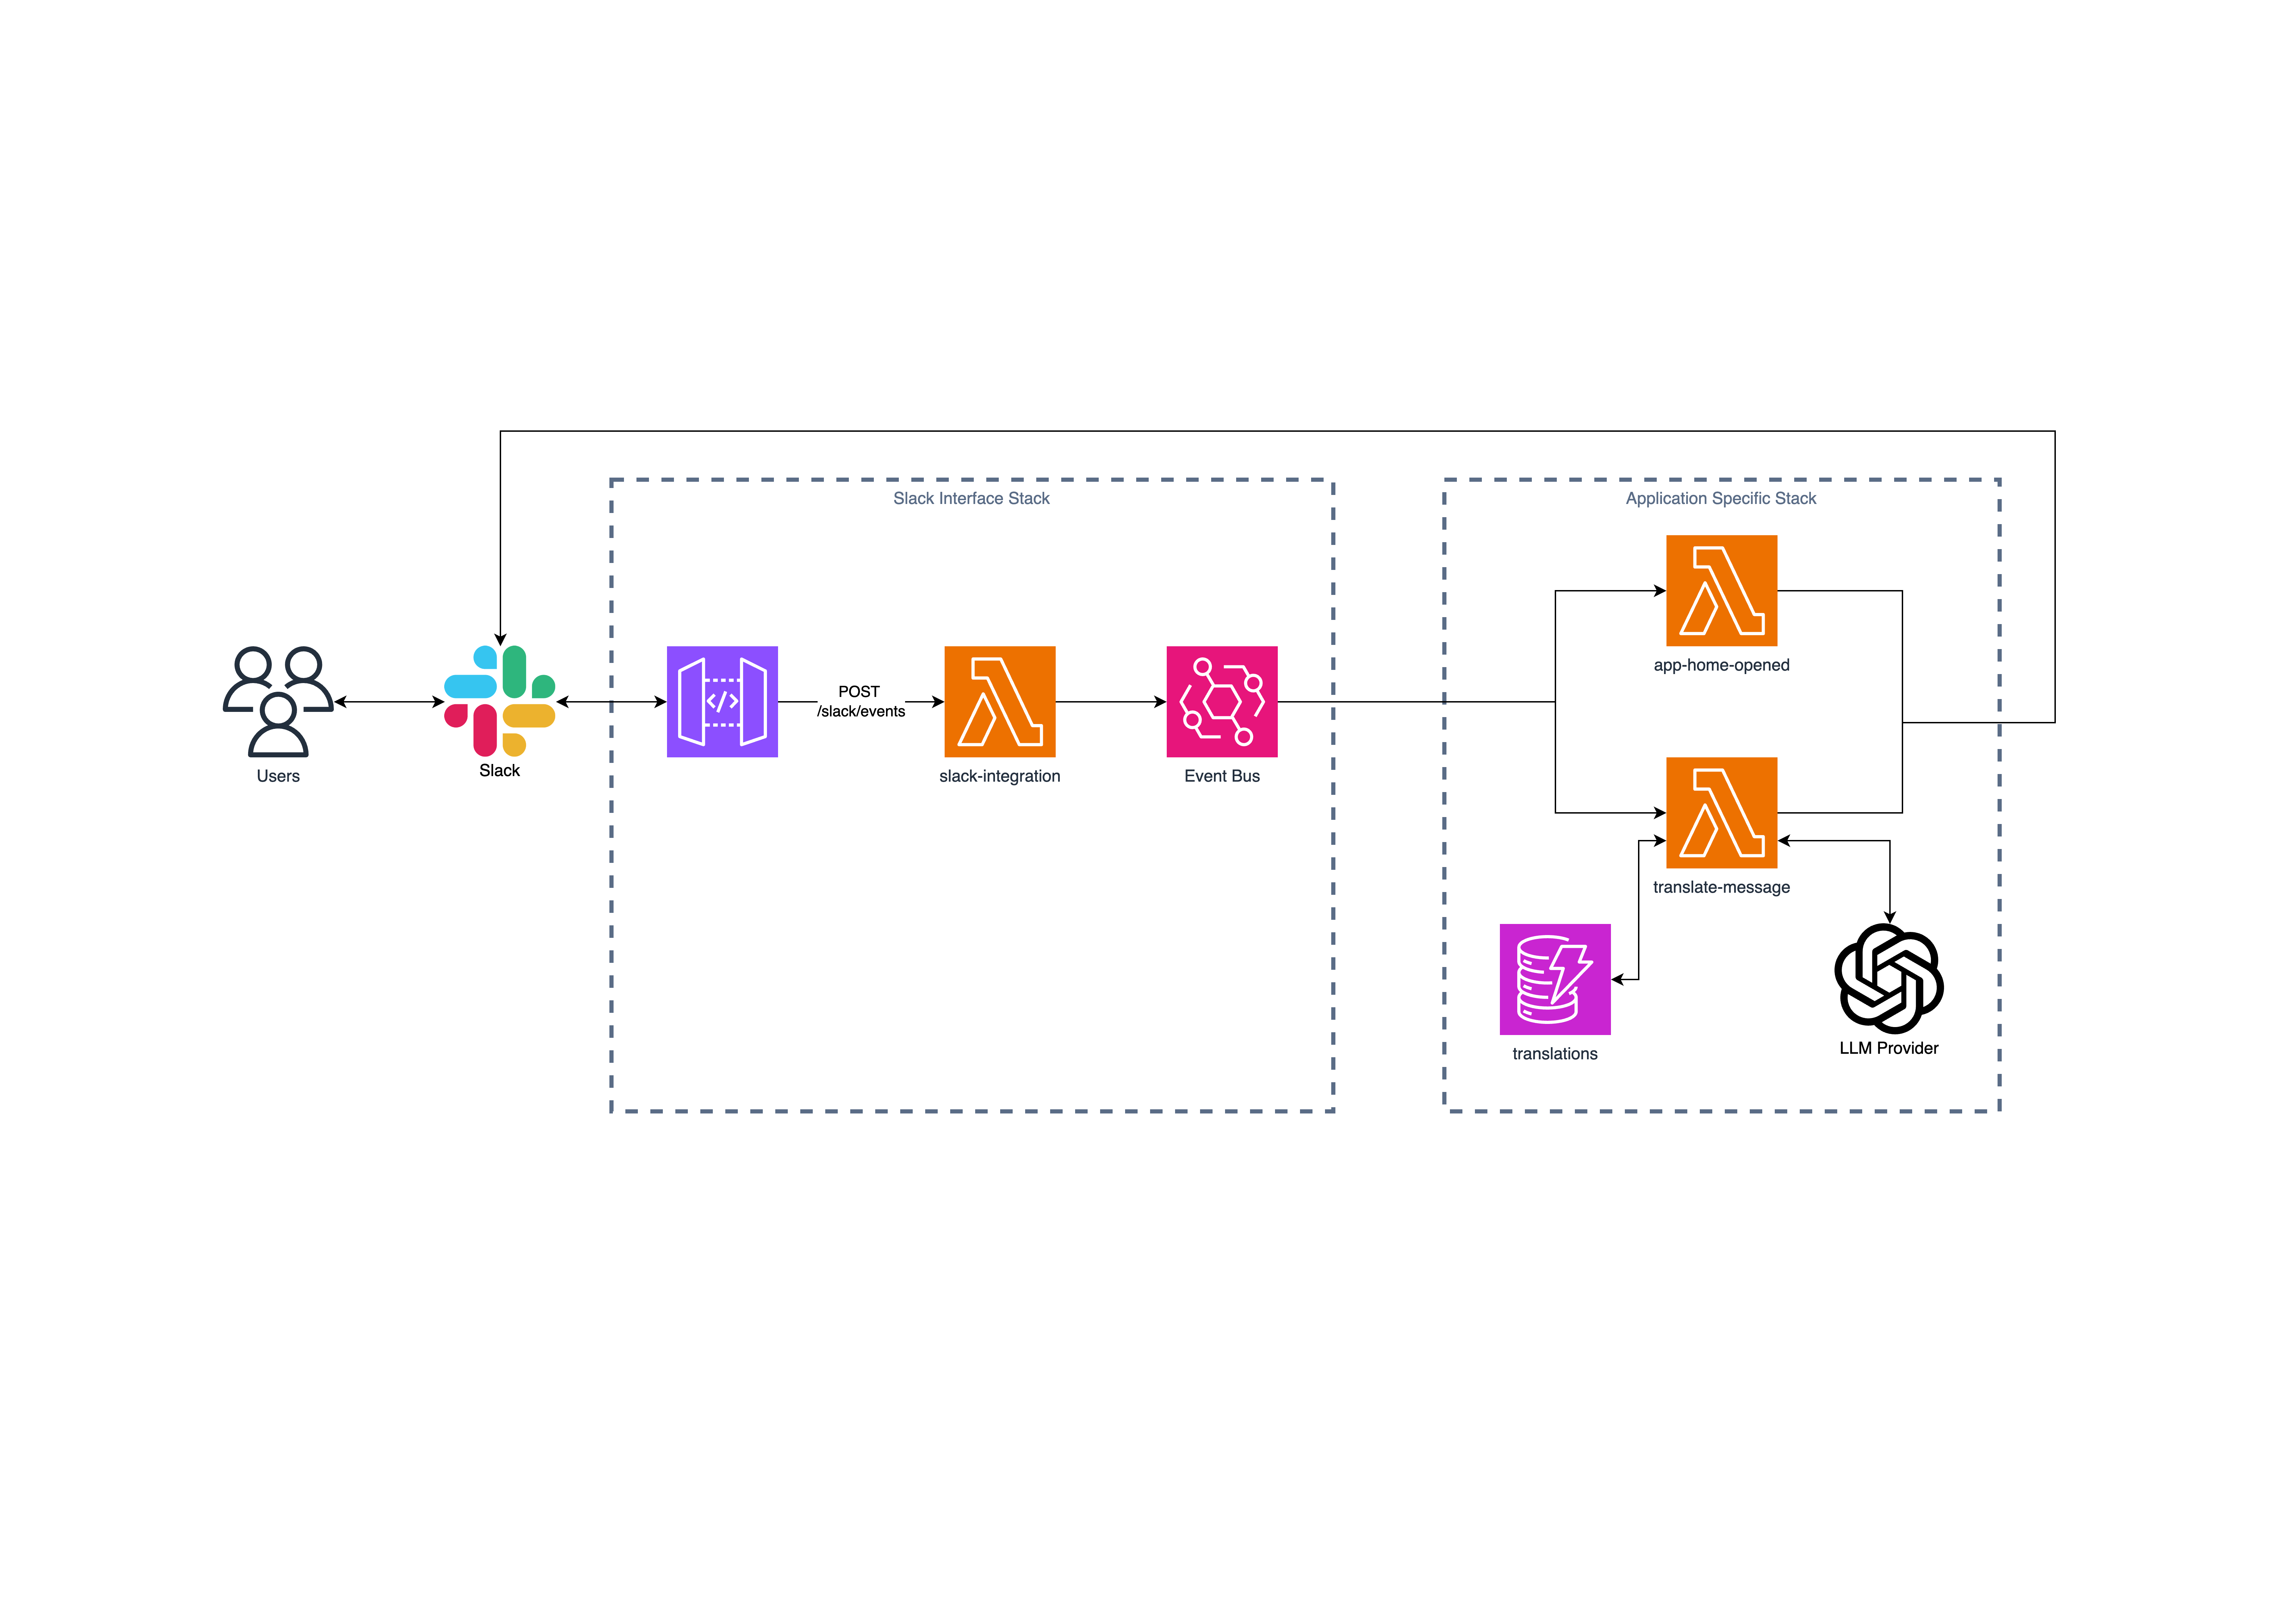 Slack Interface Stack
Application Specific Stack
app-home-opened
POST
/slack/events
Users
Slack
slack-integration
Event Bus
translate-message
translations
LLM Provider